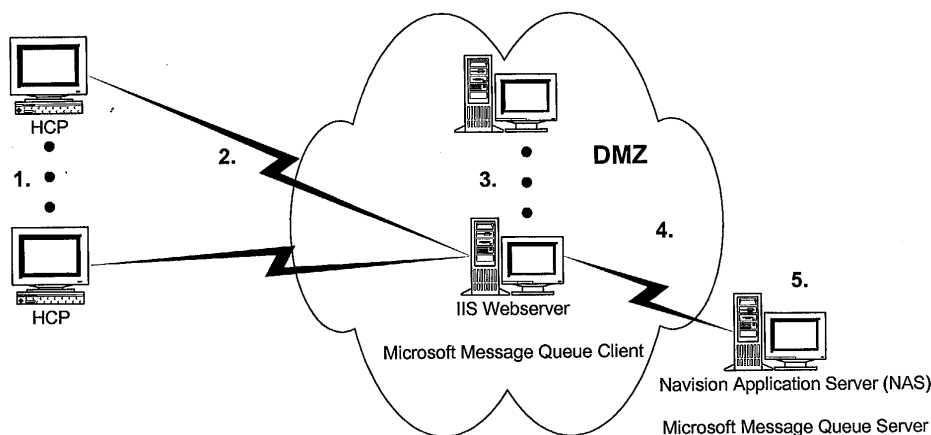 HCP
1.
2.
HCP
DMZ
3.
4.
IIS Webserver
Microsoft Message Queue Client
5.
Navision Application Server (NAS)
Microsoft Message Queue Server